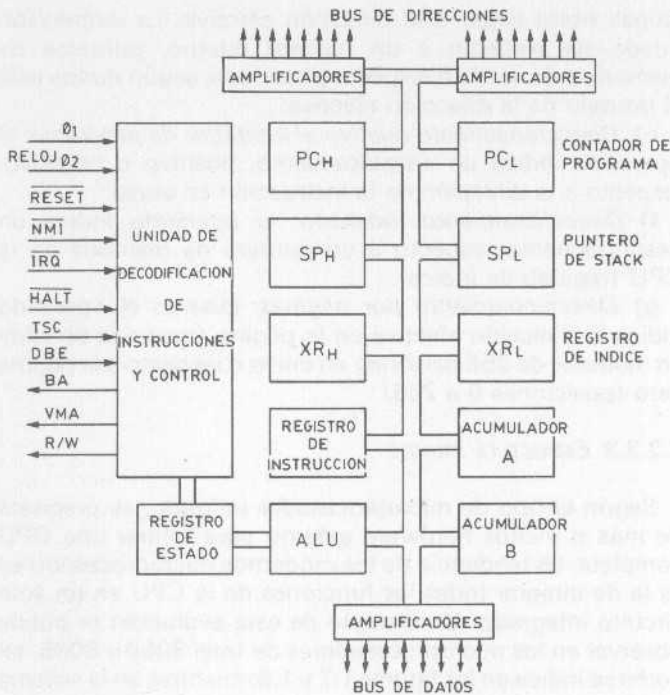 BUS DE DIRECCIONES
AMPLIFICADORES
AMPLIFICADORES
Ø1
RELOJ Ø2
RESET
NMI
IRQ
HALT
TSC
DBE
BA
VMA
R/W
UNIDAD DE
DECODIFICACION
DE
INSTRUCCIONES
Y CONTROL
PCH
PCL
CONTADOR DE
PROGRAMA
SPH
SPL
PUNTERO
DE STACK
XRH
XRL
REGISTRO
DE INDICE
REGISTRO
DE
INSTRUCCION
ACUMULADOR
A
REGISTRO
DE
ESTADO
ALU
ACUMULADOR
B
AMPLIFICADORES
BUS DE DATOS